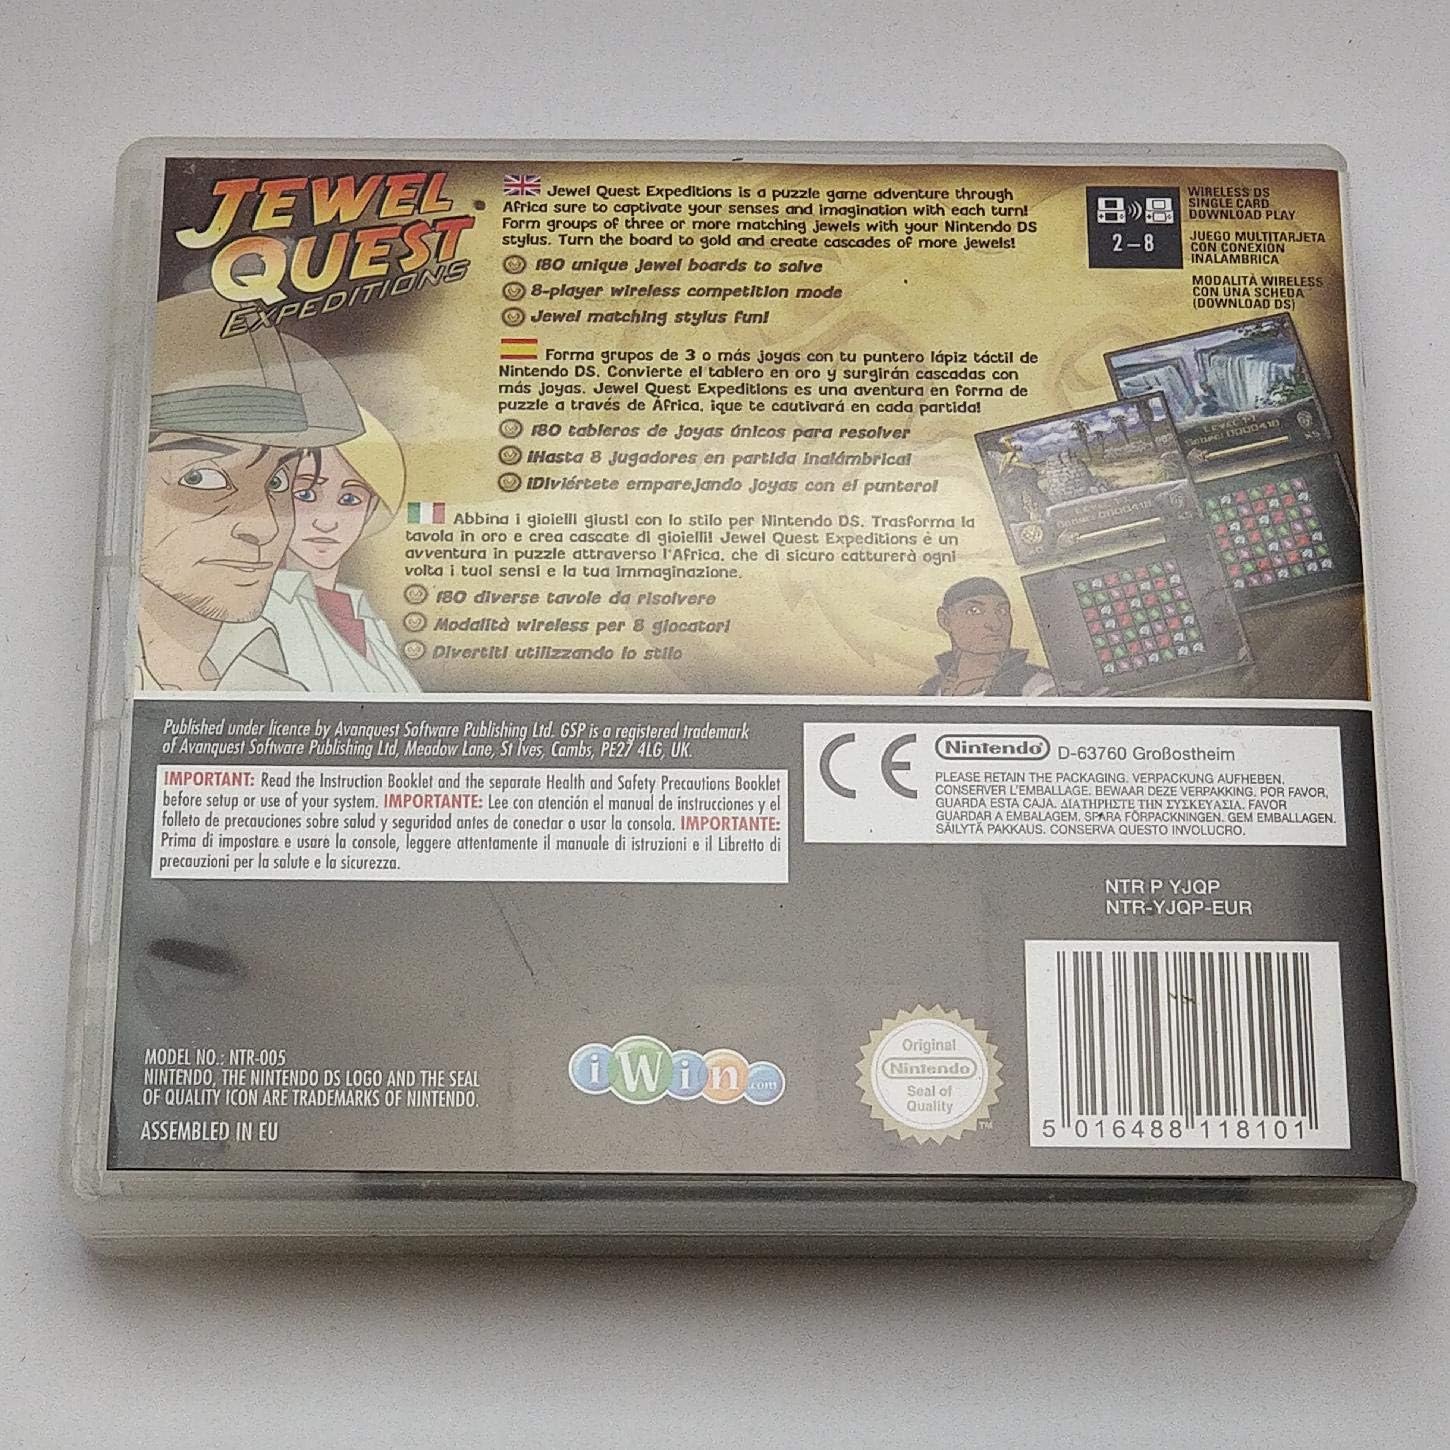 JEWEL
QUEST
EXPEDITIONS
Jewel Quest Expeditions is a puzzle game adventure through
Africa sure to captivate your senses and imagination with each turn!
Form groups of three or more matching jewels with your Nintendo DS
stylus. Turn the board to gold and create cascades of more jewels!
180 unique jewel boards to solve
8-player wireless competition mode
Jewel matching stylus fun!
Forma grupos de 3 o más joyas con tu puntero lápiz táctil de
Nintendo DS. Convierte el tablero en oro y surgirán cascadas con
más joyas. Jewel Quest Expeditions es una aventura en forma de
puzzle a través de África, ¡que te cautivará en cada partida!
180 tableros de joyas únicos para resolver
¡Hasta 8 jugadores en partida inalámbrica!
¡Diviértete emparejando joyas con el puntero!
Abbina i gioielli giusti con lo stilo per Nintendo DS. Trasforma la
tavola in oro e crea cascate di gioielli! Jewel Quest Expeditions è un
avventura in puzzle attraverso l'Africa, che di sicuro catturerà ogni
volta i tuoi sensi e la tua immaginazione.
180 diverse tavole da risolvere
Modalità wireless per 8 giocatori
Divertiti utilizzando lo stilo
2-8
WIRELESS DS
SINGLE CARD
DOWNLOAD PLAY
JUEGO MULTITARJETA
CON CONEXIÓN
INALÁMBRICA
MODALITÀ WIRELESS
CON UNA SCHEDA
(DOWNLOAD DS)
Published under licence by Avanquest Software Publishing Ltd. GSP is a registered trademark
of Avanquest Software Publishing Ltd, Meadow Lane, St Ives, Cambs, PE27 4LG, UK.
IMPORTANT: Read the Instruction Booklet and the separate Health and Safety Precautions Booklet
before setup or use of your system. IMPORTANTE: Lee con atención el manual de instrucciones y el
folleto de precauciones sobre salud y seguridad antes de conectar o usar la consola. IMPORTANTE:
Prima di impostare e usare la console, leggere attentamente il manuale di istruzioni e il Libretto di
precauzioni per la salute e la sicurezza.
CE
Nintendo D-63760 Großostheim
PLEASE RETAIN THE PACKAGING. VERPACKUNG AUFHEBEN.
CONSERVER L'EMBALLAGE. BEWAAR DEZE VERPAKKING. POR FAVOR,
GUARDA ESTA CAJA. ΔΙΑΤΗΡΗΣΤΕ ΤΗΝ ΣΥΣΚΕΥΑΣΙΑ. FAVOR
GUARDAR A EMBALAGEM. SPARA FÖRPACKNINGEN. GEM EMBALLAGEN.
SÄILYTÄ PAKKAUS. CONSERVA QUESTO INVOLUCRO.
NTR P YJQP
NTR-YJQP-EUR
MODEL NO.: NTR-005
NINTENDO, THE NINTENDO DS LOGO AND THE SEAL
OF QUALITY ICON ARE TRADEMARKS OF NINTENDO.
ASSEMBLED IN EU
iWin.com
Original
Nintendo
Seal of
Quality
TM
5 016488 118101